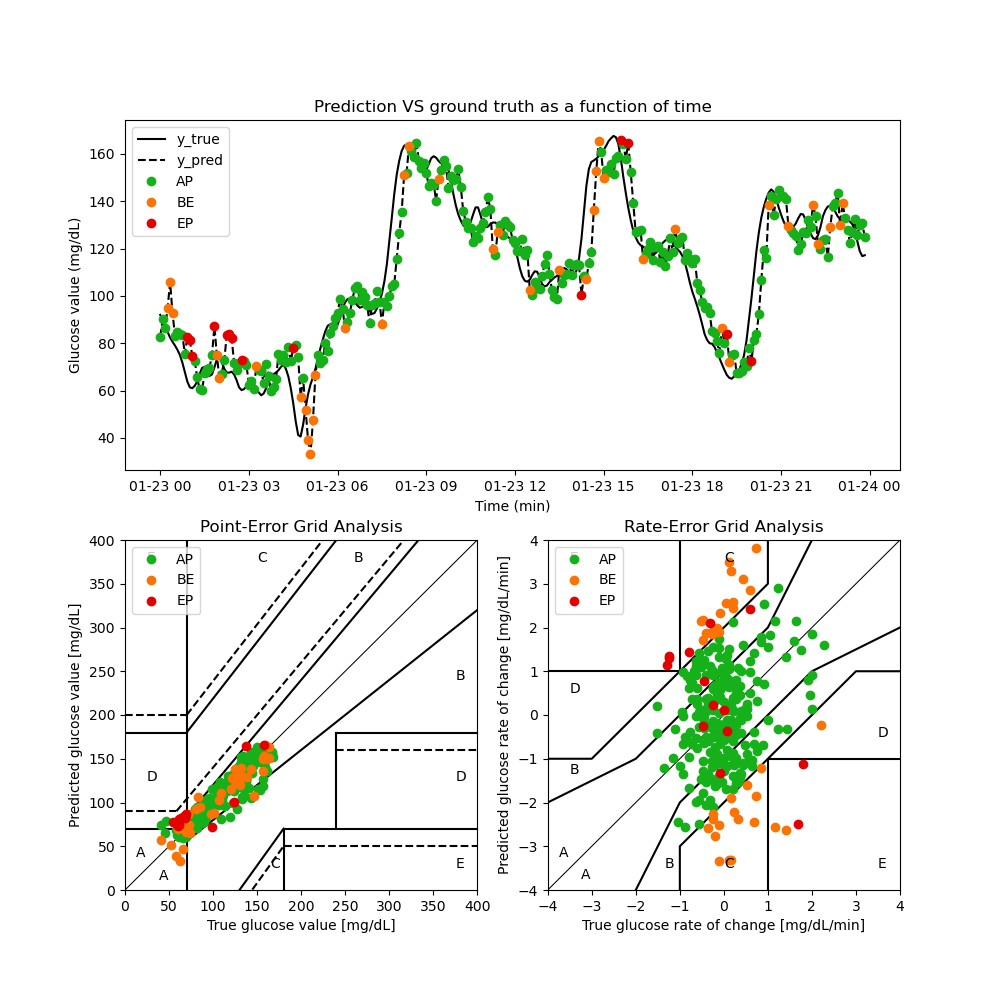 Prediction VS ground truth as a function of time
Glucose value (mg/dL)
160
140
120
100
80
60
40
y_true
y_pred
AP
BE
EP
01-23 00 01-23 03 01-23 06 01-23 09 01-23 12 01-23 15 01-23 18 01-23 21 01-24 00
Time (min)
Point-Error Grid Analysis
Predicted glucose value [mg/dL]
400
350
300
250
200
150
100
50
0
AP
BE
EP
C B
B
D D
A
A
C E
0 50 100 150 200 250 300 350 400
True glucose value [mg/dL]
Rate-Error Grid Analysis
Predicted glucose rate of change [mg/dL/min]
4
3
2
1
0
−1
−2
−3
−4
AP
BE
EP
C
D
D
B
A
A
B C E
−4 −3 −2 −1 0 1 2 3 4
True glucose rate of change [mg/dL/min]